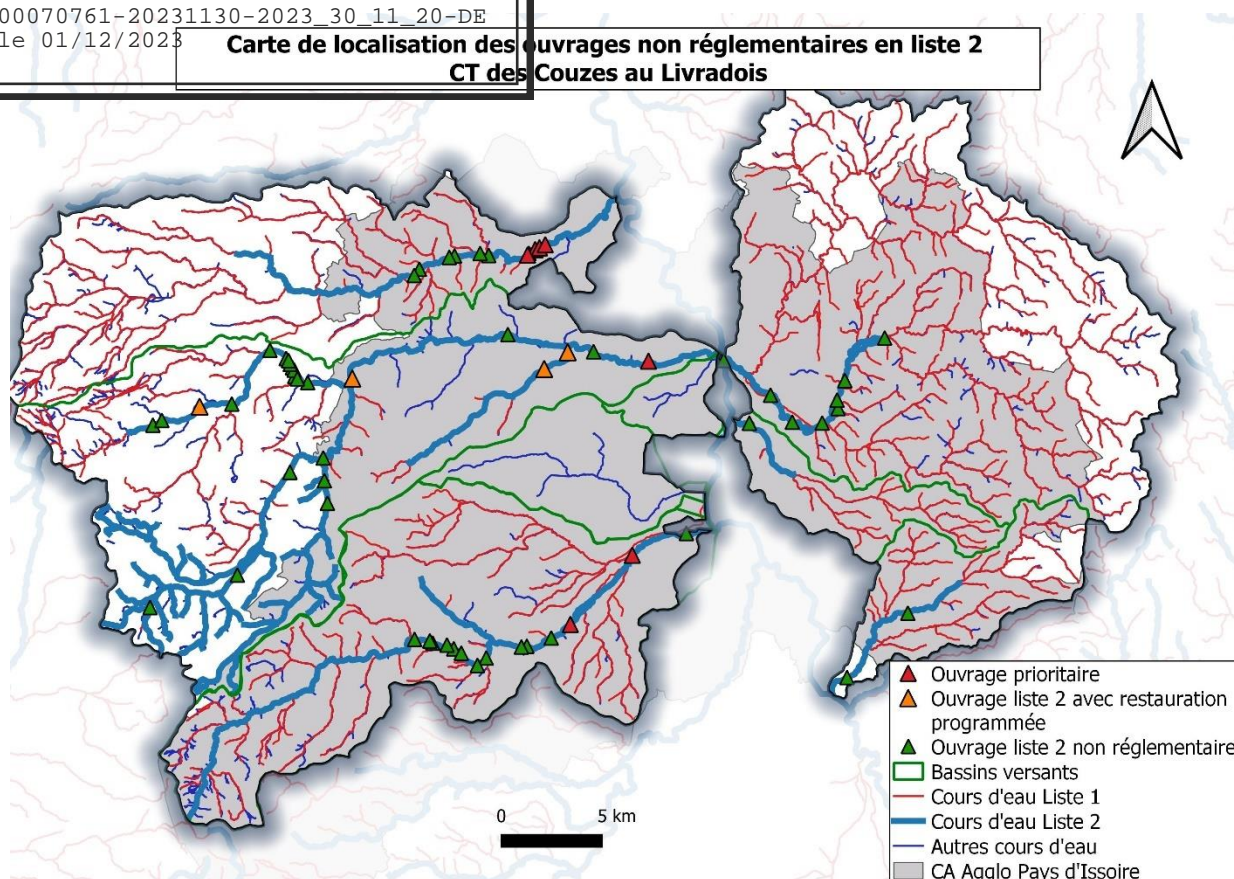 00070761-20231130-2023_30_11_20-DE
le 01/12/2023
Carte de localisation des ouvrages non réglementaires en liste 2
CT des Couzes au Livradois
Ouvrage prioritaire
Ouvrage liste 2 avec restauration
programmée
Ouvrage liste 2 non réglementaire
Bassins versants
Cours d'eau Liste 1
Cours d'eau Liste 2
Autres cours d'eau
CA Agglo Pays d'Issoire
0 5 km